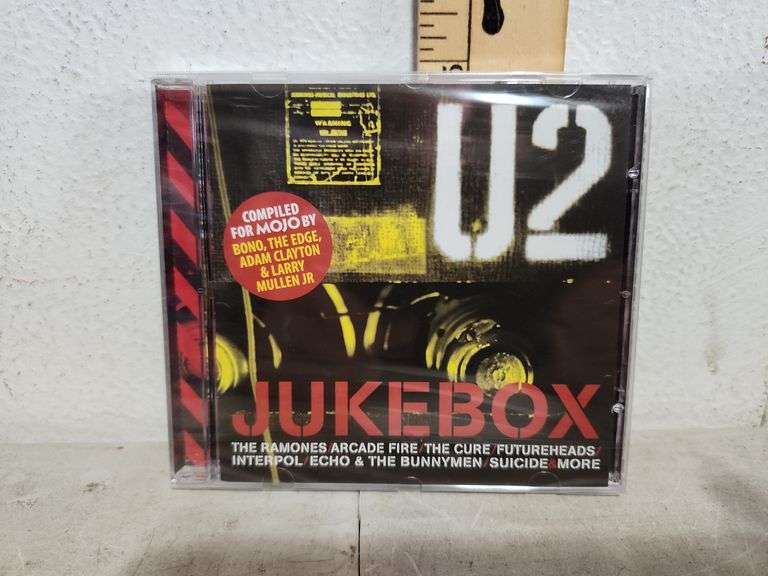 U2
WARNING
COMPILED
FOR MOJO BY
BONO, THE EDGE,
ADAM CLAYTON
& LARRY
MULLEN JR
JUKEBOX
THE RAMONES/ARCADE FIRE/THE CURE/FUTUREHEADS/
INTERPOL/ECHO & THE BUNNYMEN/SUICIDE&MORE